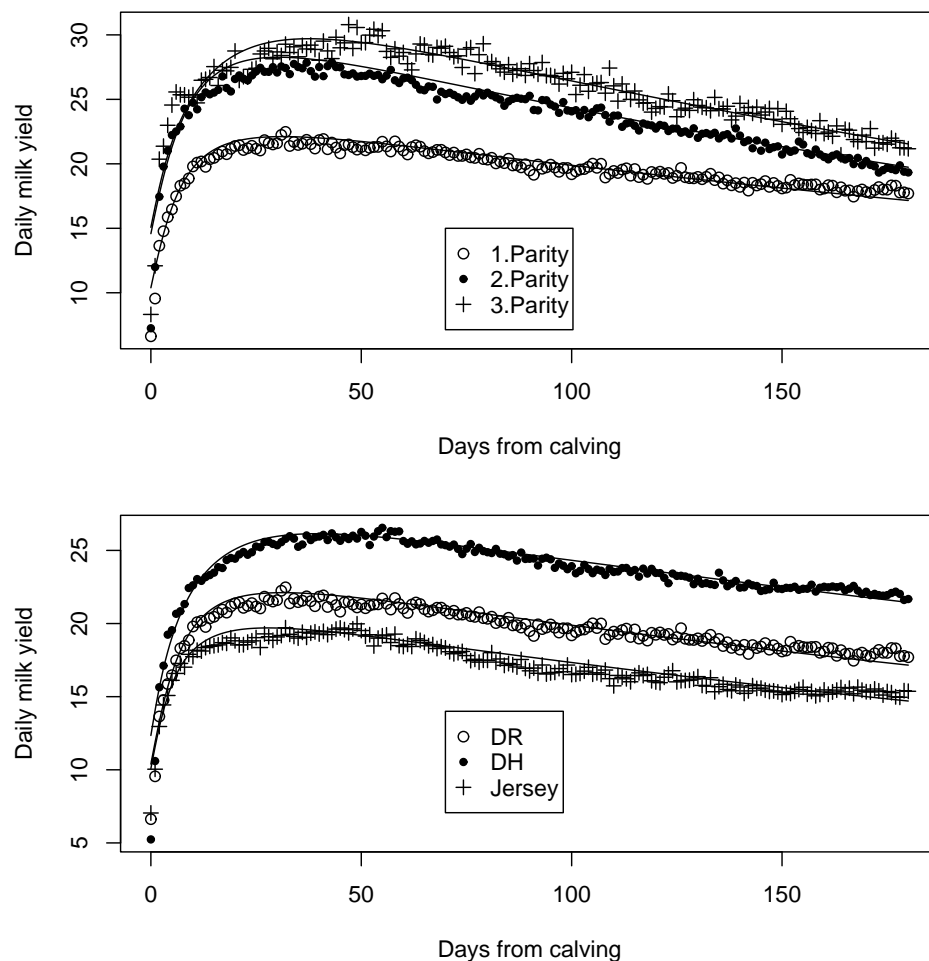 30
25
20
15
10
Daily milk yield
1.Parity
2.Parity
3.Parity
0 50 100 150
Days from calving
25
20
15
10
5
Daily milk yield
DR
DH
Jersey
0 50 100 150
Days from calving